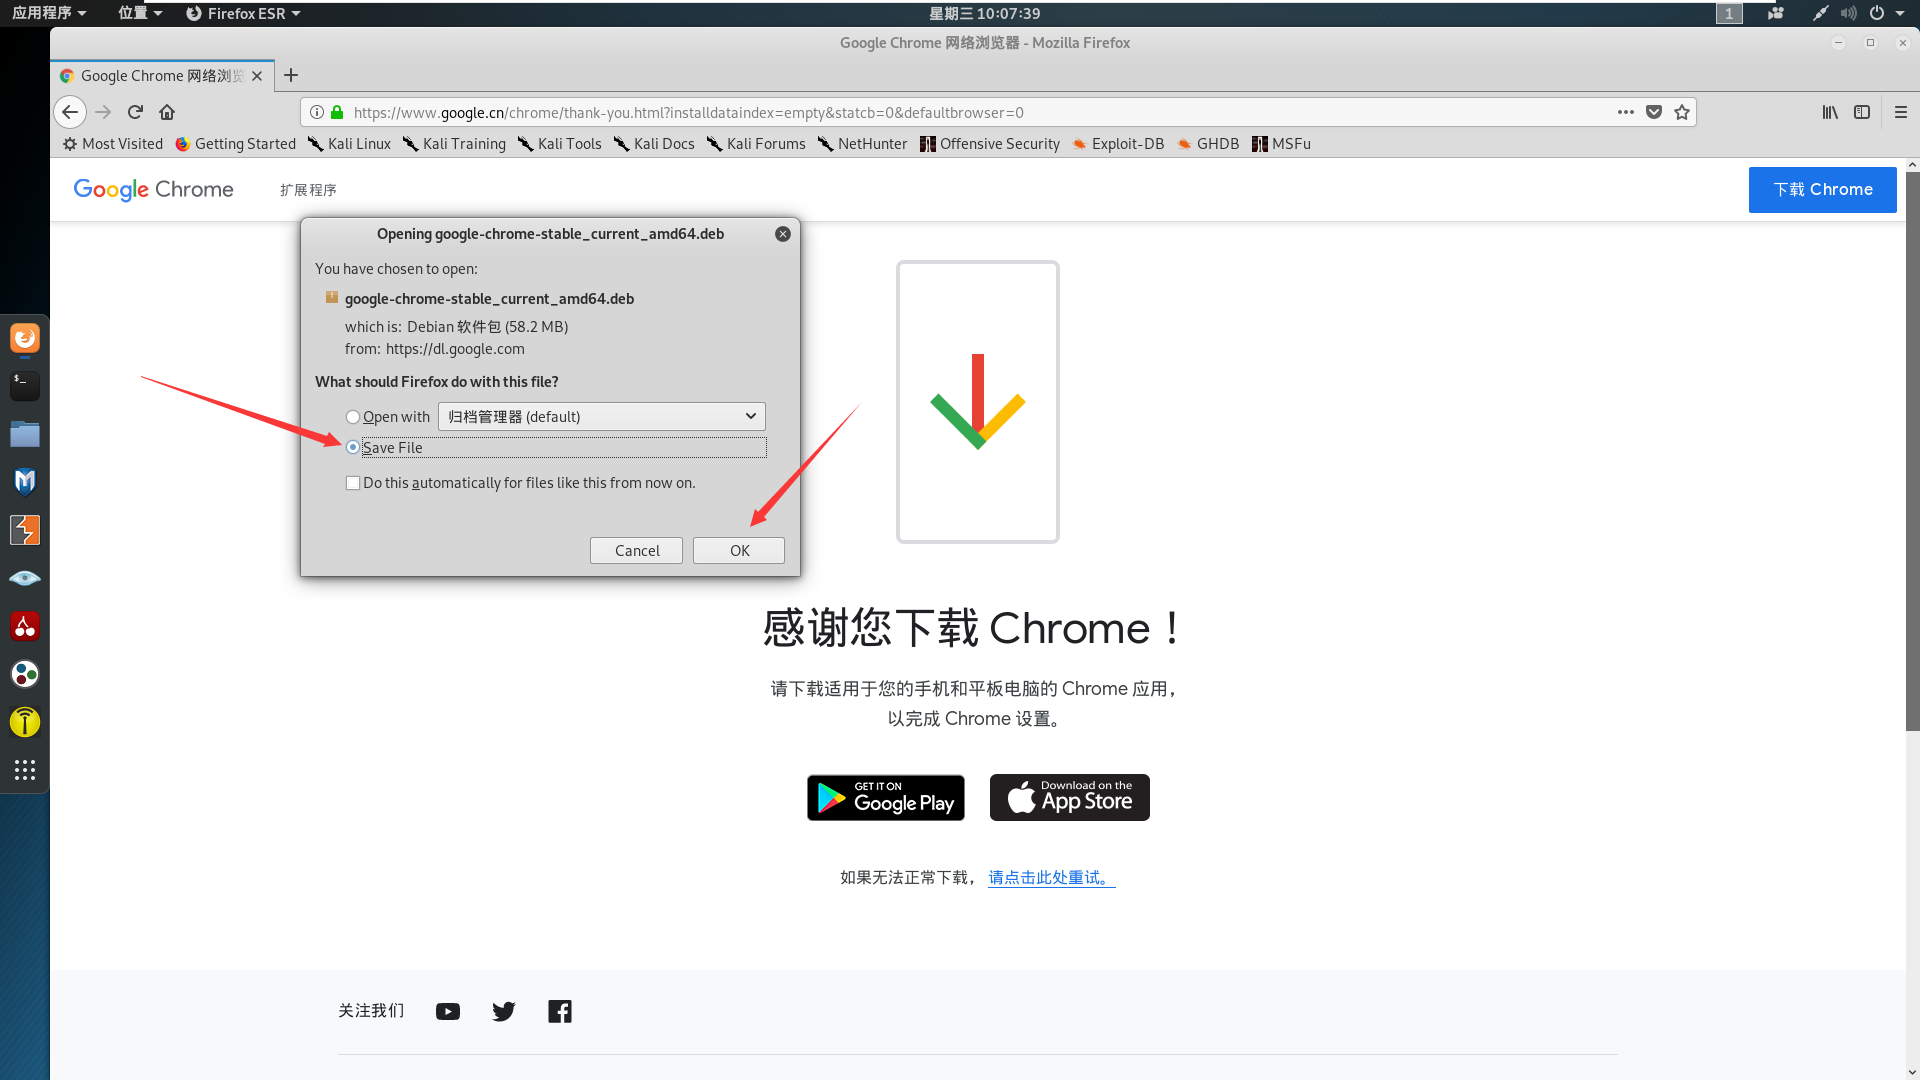 应用程序 位置 Firefox ESR 星期三 10:07:39 1
Google Chrome 网络浏览器 - Mozilla Firefox
Google Chrome 网络浏览
https://www.google.cn/chrome/thank-you.html?installdataindex=empty&statcb=0&defaultbrowser=0
Most Visited Getting Started Kali Linux Kali Training Kali Tools Kali Docs Kali Forums NetHunter Offensive Security Exploit-DB GHDB MSFu
Google Chrome 扩展程序 下载 Chrome
Opening google-chrome-stable_current_amd64.deb
You have chosen to open:
google-chrome-stable_current_amd64.deb
which is: Debian 软件包 (58.2 MB)
from: https://dl.google.com
What should Firefox do with this file?
Open with 归档管理器 (default)
Save File
Do this automatically for files like this from now on.
Cancel OK
感谢您下载 Chrome！
请下载适用于您的手机和平板电脑的 Chrome 应用，
以完成 Chrome 设置。
GET IT ON
Google Play
Download on the
App Store
如果无法正常下载， 请点击此处重试。
关注我们